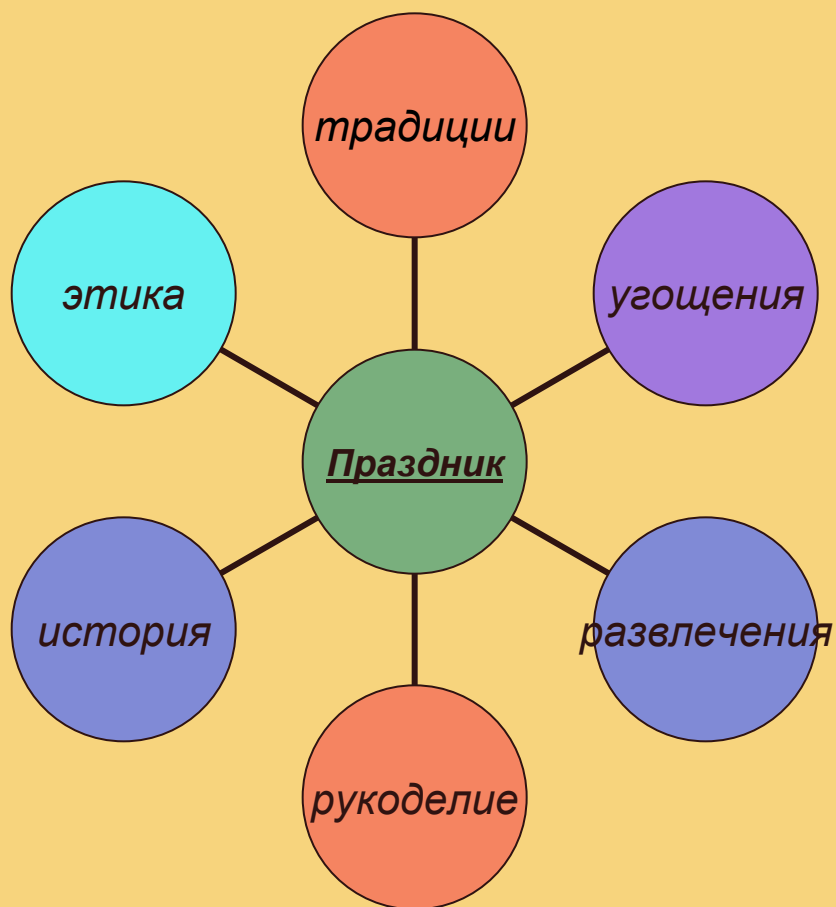 традиции
этика
угощения
Праздник
история
развлечения
рукоделие